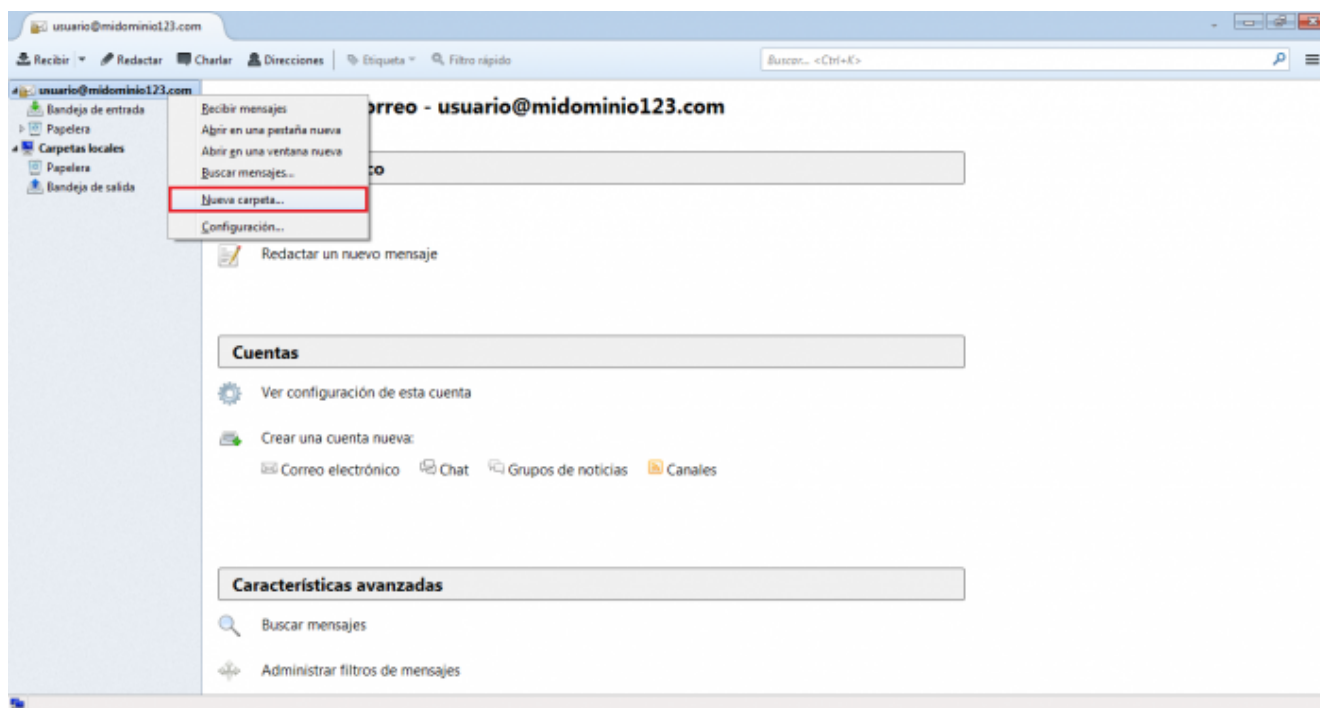 usuario@midominio123.com
Recibir Redactar Charlar Direcciones Etiqueta Filtro rápido Buscar... <Ctrl+K>
usuario@midominio123.com
Bandeja de entrada
Papelera
Carpetas locales
Papelera
Bandeja de salida
Recibir mensajes
Abrir en una pestaña nueva
Abrir en una ventana nueva
Buscar mensajes...
Nueva carpeta...
Configuración...
orreo - usuario@midominio123.com
co
Redactar un nuevo mensaje
Cuentas
Ver configuración de esta cuenta
Crear una cuenta nueva:
Correo electrónico Chat Grupos de noticias Canales
Características avanzadas
Buscar mensajes
Administrar filtros de mensajes